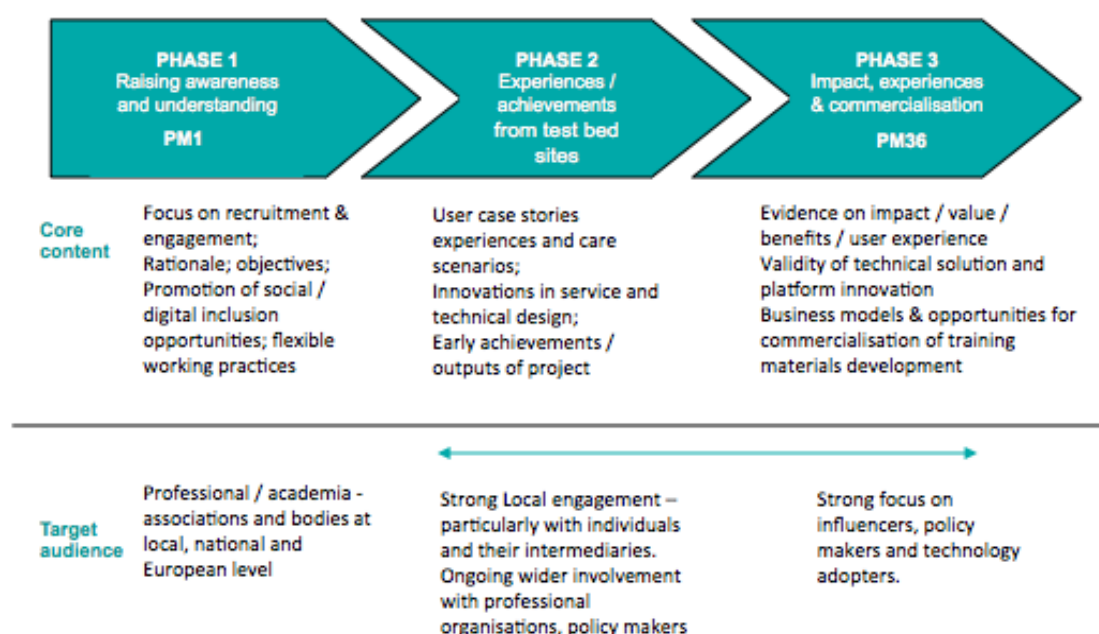 PHASE 1
Raising awareness
and understanding
PM1
PHASE 2
Experiences /
achievements
from test bed
sites
PHASE 3
Impact, experiences
& commercialisation
PM36
Core
content
Focus on recruitment &
engagement;
Rationale; objectives;
Promotion of social /
digital inclusion
opportunities; flexible
working practices
User case stories
experiences and care
scenarios;
Innovations in service and
technical design;
Early achievements /
outputs of project
Evidence on impact / value /
benefits / user experience
Validity of technical solution and
platform innovation
Business models & opportunities for
commercialisation of training
materials development
Target
audience
Professional / academia -
associations and bodies at
local, national and
European level
Strong Local engagement –
particularly with individuals
and their intermediaries.
Ongoing wider involvement
with professional
organisations, policy makers
Strong focus on
influencers, policy
makers and technology
adopters.